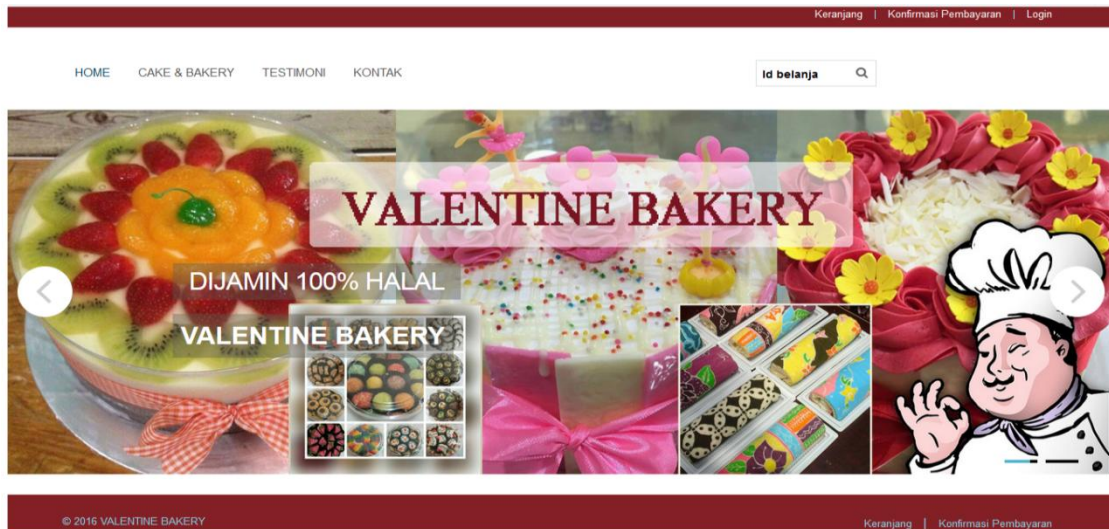 Keranjang | Konfirmasi Pembayaran | Login
HOME CAKE & BAKERY TESTIMONI KONTAK
Id belanja
VALENTINE BAKERY
DIJAMIN 100% HALAL
VALENTINE BAKERY
© 2016 VALENTINE BAKERY
Keranjang | Konfirmasi Pembayaran